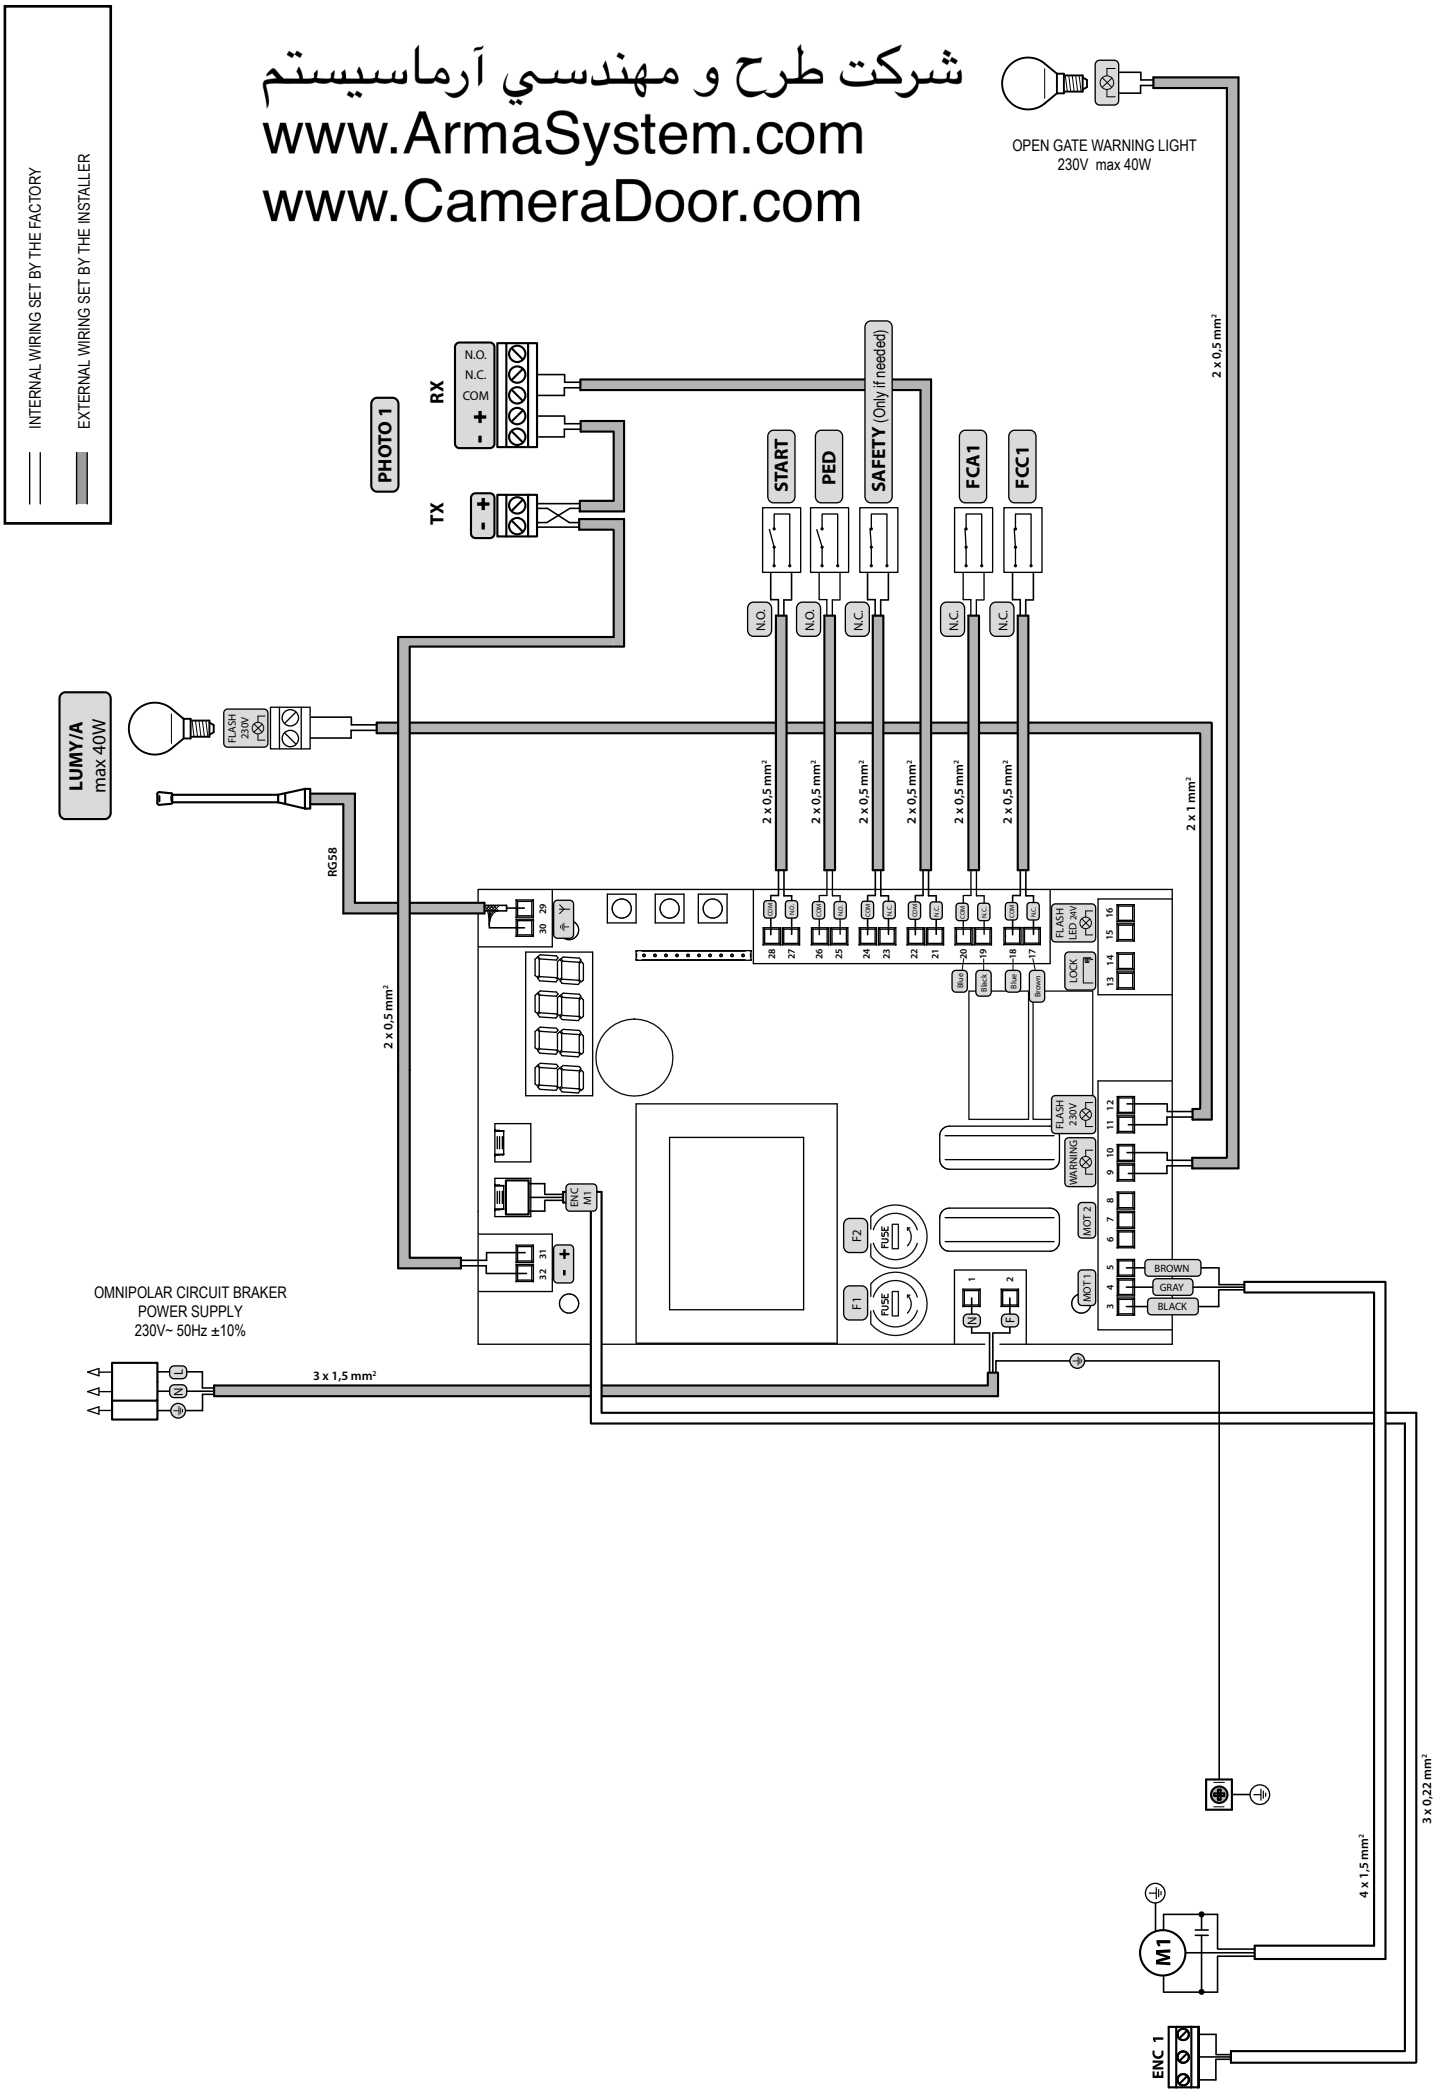 شرکت طرح و مهندسي آرماسيستم
www.ArmaSystem.com
www.CameraDoor.com
INTERNAL WIRING SET BY THE FACTORY
EXTERNAL WIRING SET BY THE INSTALLER
OPEN GATE WARNING LIGHT
230V max 40W
2 x 0,5 mm²
PHOTO 1
RX
N.O.
N.C.
COM
- +
TX
- +
START
PED
SAFETY (Only if needed)
FCA1
FCC1
N.O.
N.O.
N.C.
N.C.
N.C.
LUMY/A
max 40W
FLASH
230V
RG58
2 x 0,5 mm²
2 x 0,5 mm²
2 x 0,5 mm²
2 x 0,5 mm²
2 x 0,5 mm²
2 x 0,5 mm²
2 x 1 mm²
2 x 0,5 mm²
29
30
COM
N.O.
COM
N.O.
COM
N.C.
COM
N.C.
COM
N.C.
COM
N.C.
28
27
26
25
24
23
22
21
20
19
18
17
Blue
Black
Blue
Brown
FLASH
LED 24V
16
15
LOCK
14
13
FLASH
230V
12
11
WARNING
10
9
MOT 2
8
7
6
MOT 1
5
4
3
BROWN
GRAY
BLACK
ENC
M1
31
32
- +
F2
FUSE
F1
FUSE
1
2
N
F
OMNIPOLAR CIRCUIT BRAKER
POWER SUPPLY
230V~ 50Hz ±10%
L
N
3 x 1,5 mm²
3 x 0,22 mm²
4 x 1,5 mm²
M1
ENC 1